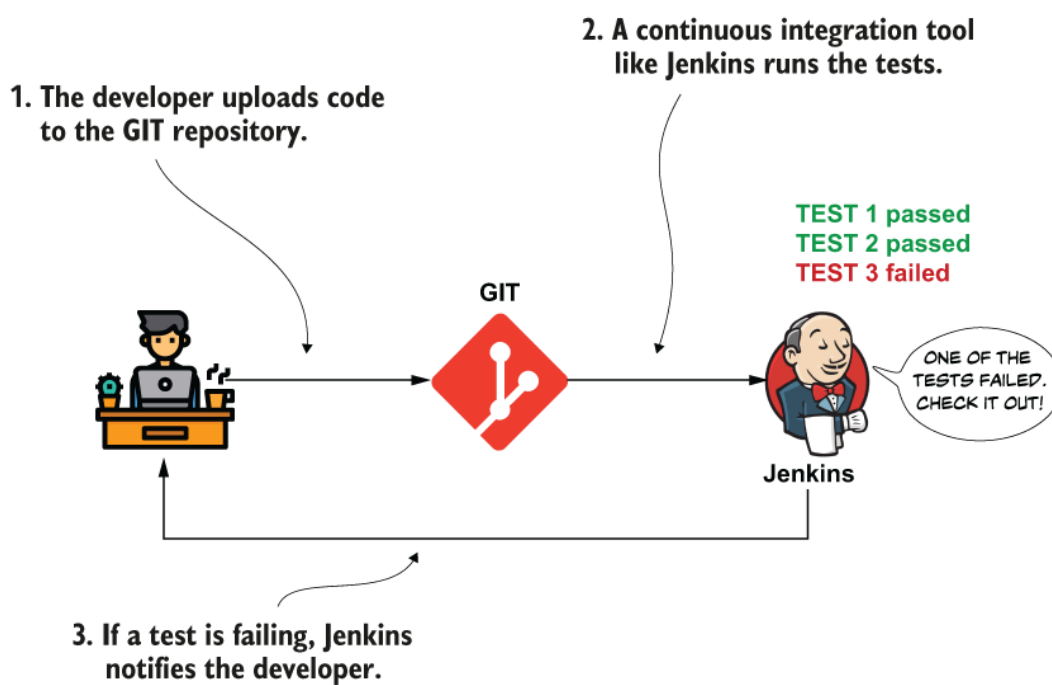 2. A continuous integration tool
like Jenkins runs the tests.
1. The developer uploads code
to the GIT repository.
TEST 1 passed
TEST 2 passed
TEST 3 failed
GIT
ONE OF THE
TESTS FAILED.
CHECK IT OUT!
Jenkins
3. If a test is failing, Jenkins
notifies the developer.